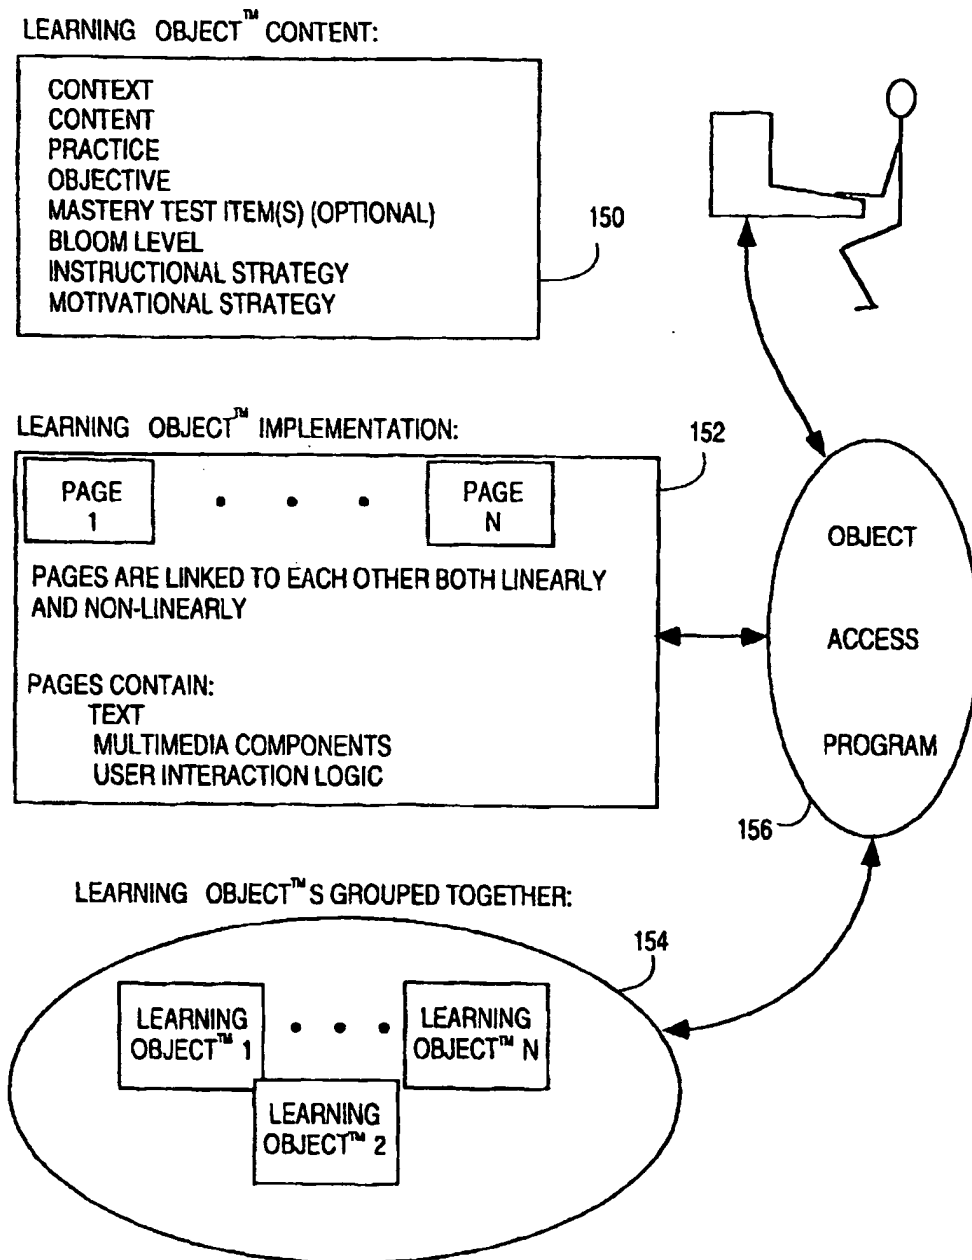 LEARNING OBJECT™ CONTENT:
CONTEXT
CONTENT
PRACTICE
OBJECTIVE
MASTERY TEST ITEM(S) (OPTIONAL)
BLOOM LEVEL
INSTRUCTIONAL STRATEGY
MOTIVATIONAL STRATEGY
150
LEARNING OBJECT™ IMPLEMENTATION:
152
PAGE
1
PAGE
N
PAGES ARE LINKED TO EACH OTHER BOTH LINEARLY
AND NON-LINEARLY
PAGES CONTAIN:
TEXT
MULTIMEDIA COMPONENTS
USER INTERACTION LOGIC
OBJECT
ACCESS
PROGRAM
156
LEARNING OBJECT™S GROUPED TOGETHER:
154
LEARNING
OBJECT™ 1
LEARNING
OBJECT™ N
LEARNING
OBJECT™ 2